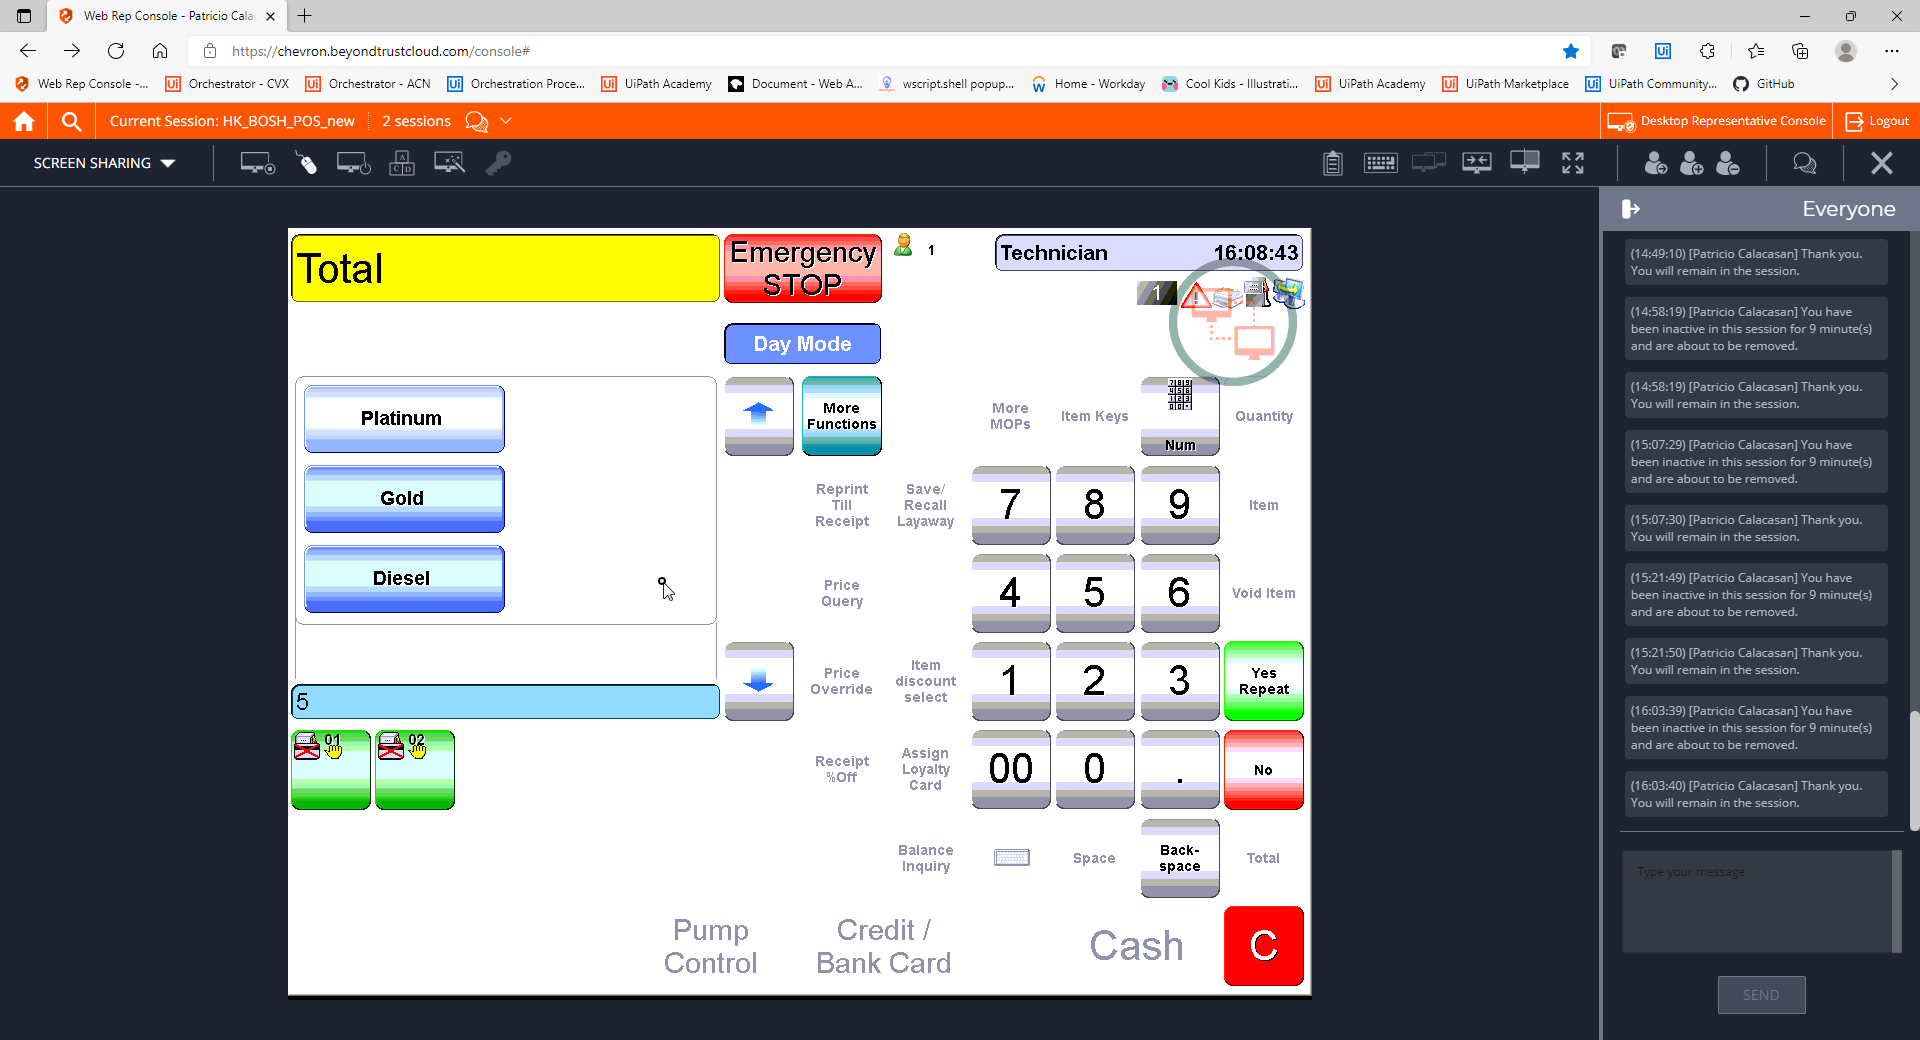 Web Rep Console - Patricio Cala
https://chevron.beyondtrustcloud.com/console#
Web Rep Console -...
Orchestrator - CVX
Orchestrator - ACN
Orchestration Proce...
UiPath Academy
Document - Web A...
wscript.shell popup...
Home - Workday
Cool Kids - Illustrati...
UiPath Academy
UiPath Marketplace
UiPath Community...
GitHub
Current Session: HK_BOSH_POS_new
2 sessions
Desktop Representative Console
Logout
SCREEN SHARING
Everyone
Total
Emergency
STOP
1
Technician 16:08:43
1
Day Mode
Platinum
Gold
Diesel
More
Functions
More
MOPs
Item Keys
Num
Quantity
Reprint
Till
Receipt
Save/
Recall
Layaway
7
8
9
Item
Price
Query
4
5
6
Void Item
Price
Override
Item
discount
select
1
2
3
Yes
Repeat
5
01
02
Receipt
%Off
Assign
Loyalty
Card
00
0
.
No
Balance
Inquiry
Space
Back-
space
Total
Pump
Control
Credit /
Bank Card
Cash
C
(14:49:10) [Patricio Calacasan] Thank you.
You will remain in the session.
(14:58:19) [Patricio Calacasan] You have
been inactive in this session for 9 minute(s)
and are about to be removed.
(14:58:19) [Patricio Calacasan] Thank you.
You will remain in the session.
(15:07:29) [Patricio Calacasan] You have
been inactive in this session for 9 minute(s)
and are about to be removed.
(15:07:30) [Patricio Calacasan] Thank you.
You will remain in the session.
(15:21:49) [Patricio Calacasan] You have
been inactive in this session for 9 minute(s)
and are about to be removed.
(15:21:50) [Patricio Calacasan] Thank you.
You will remain in the session.
(16:03:39) [Patricio Calacasan] You have
been inactive in this session for 9 minute(s)
and are about to be removed.
(16:03:40) [Patricio Calacasan] Thank you.
You will remain in the session.
Type your message
SEND